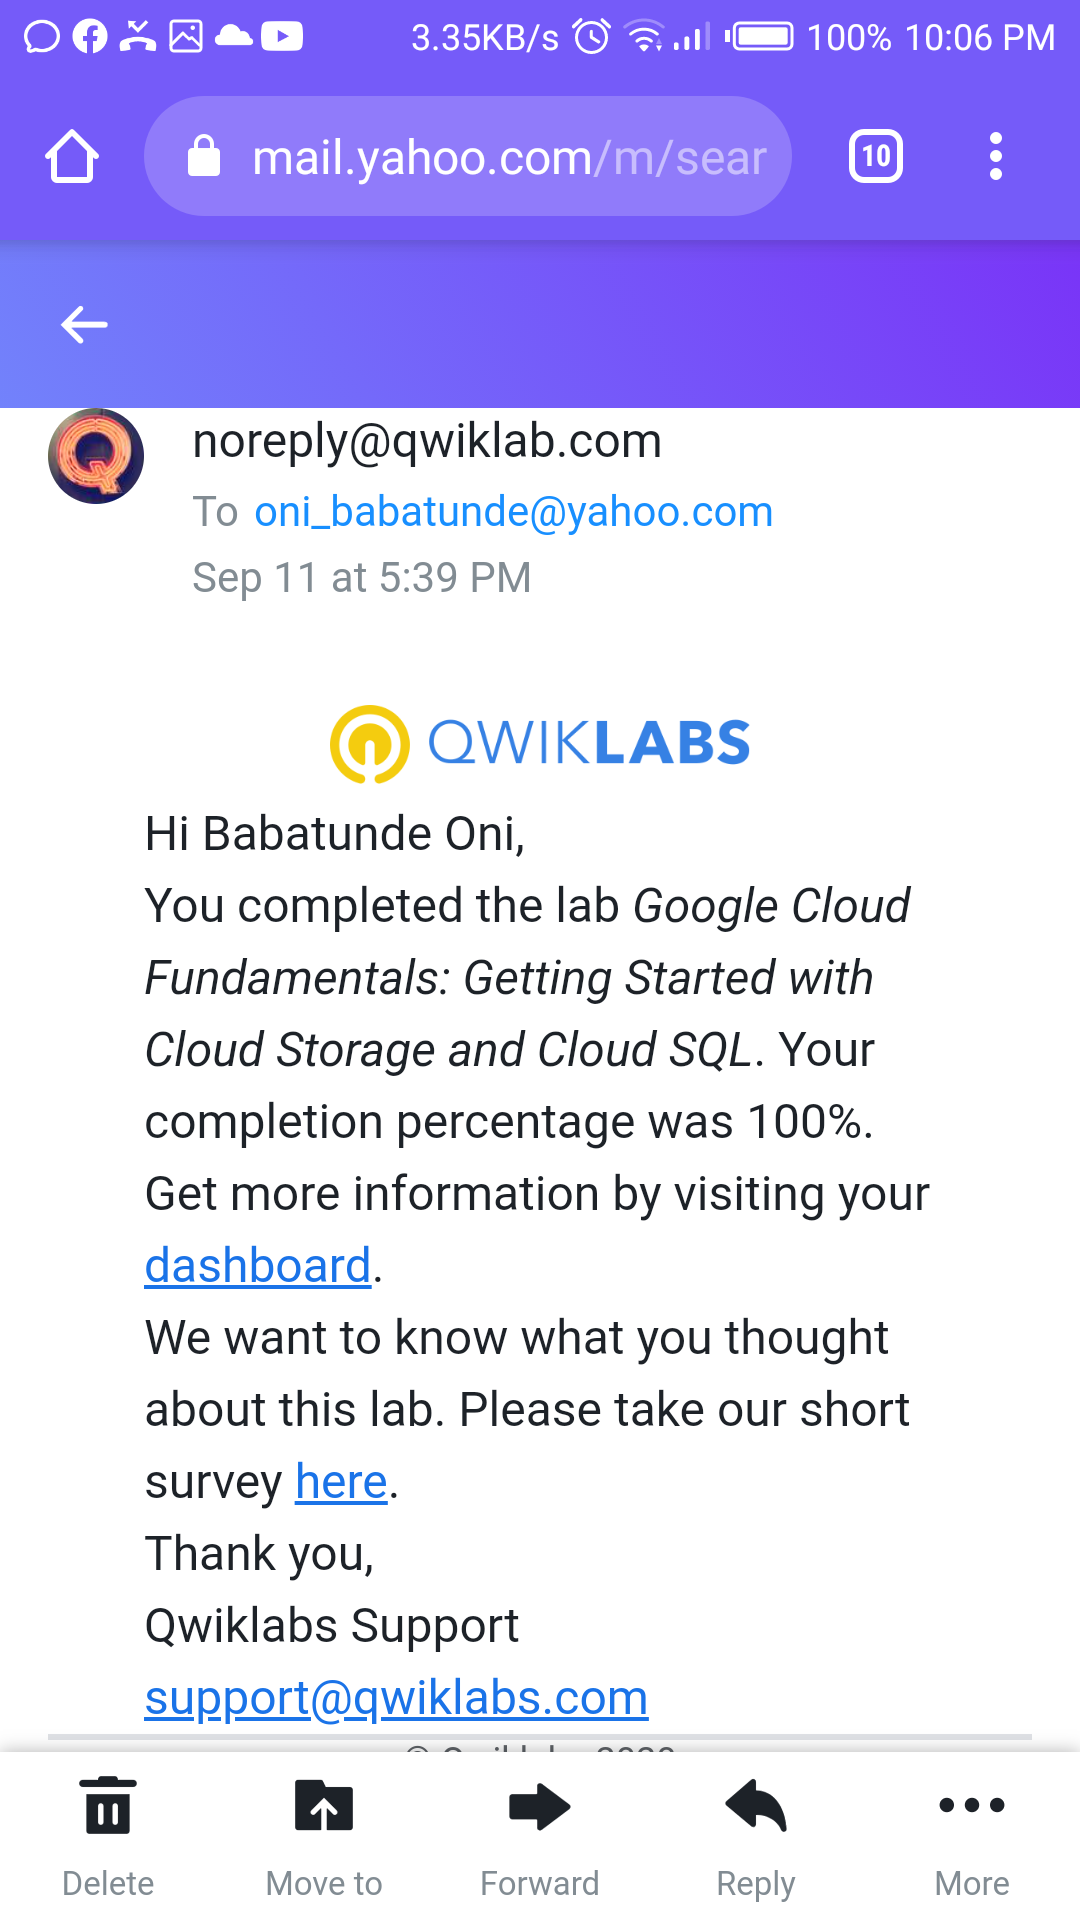 3.35KB/s 100% 10:06 PM
mail.yahoo.com/m/sear 10
noreply@qwiklab.com
To oni_babatunde@yahoo.com
Sep 11 at 5:39 PM
QWIKLABS
Hi Babatunde Oni,
You completed the lab Google Cloud
Fundamentals: Getting Started with
Cloud Storage and Cloud SQL. Your
completion percentage was 100%.
Get more information by visiting your
dashboard.
We want to know what you thought
about this lab. Please take our short
survey here.
Thank you,
Qwiklabs Support
support@qwiklabs.com
Delete Move to Forward Reply More